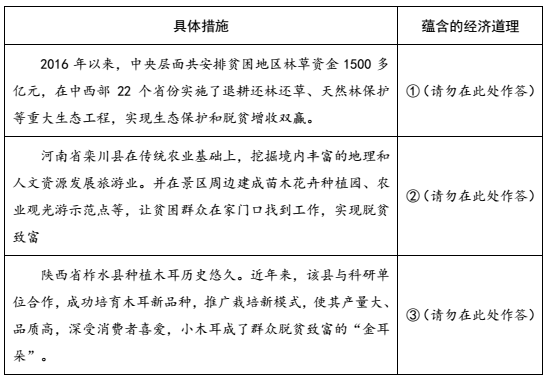 具体措施
蕴含的经济道理
2016 年以来，中央层面共安排贫困地区林草资金 1500 多
亿元，在中西部 22 个省份实施了退耕还林还草、天然林保护
等重大生态工程，实现生态保护和脱贫增收双赢。
①(请勿在此处作答)
河南省栾川县在传统农业基础上，挖掘境内丰富的地理和
人文资源发展旅游业。并在景区周边建成苗木花卉种植园、农
业观光游示范点等，让贫困群众在家门口找到工作，实现脱贫
致富
②(请勿在此处作答)
陕西省柞水县种植木耳历史悠久。近年来，该县与科研单
位合作，成功培育木耳新品种，推广栽培新模式，使其产量大、
品质高，深受消费者喜爱，小木耳成了群众脱贫致富的“金耳
朵”。
③(请勿在此处作答)